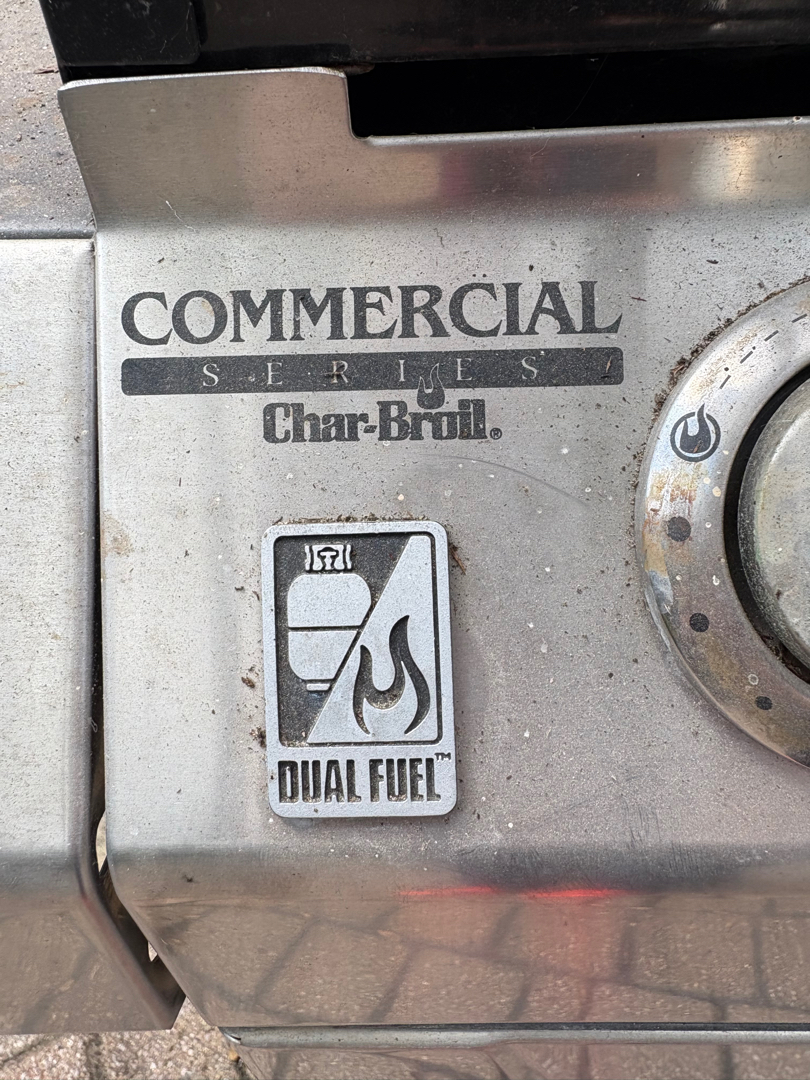 COMMERCIAL
SERIES
Char-Broil®
DUAL FUEL™